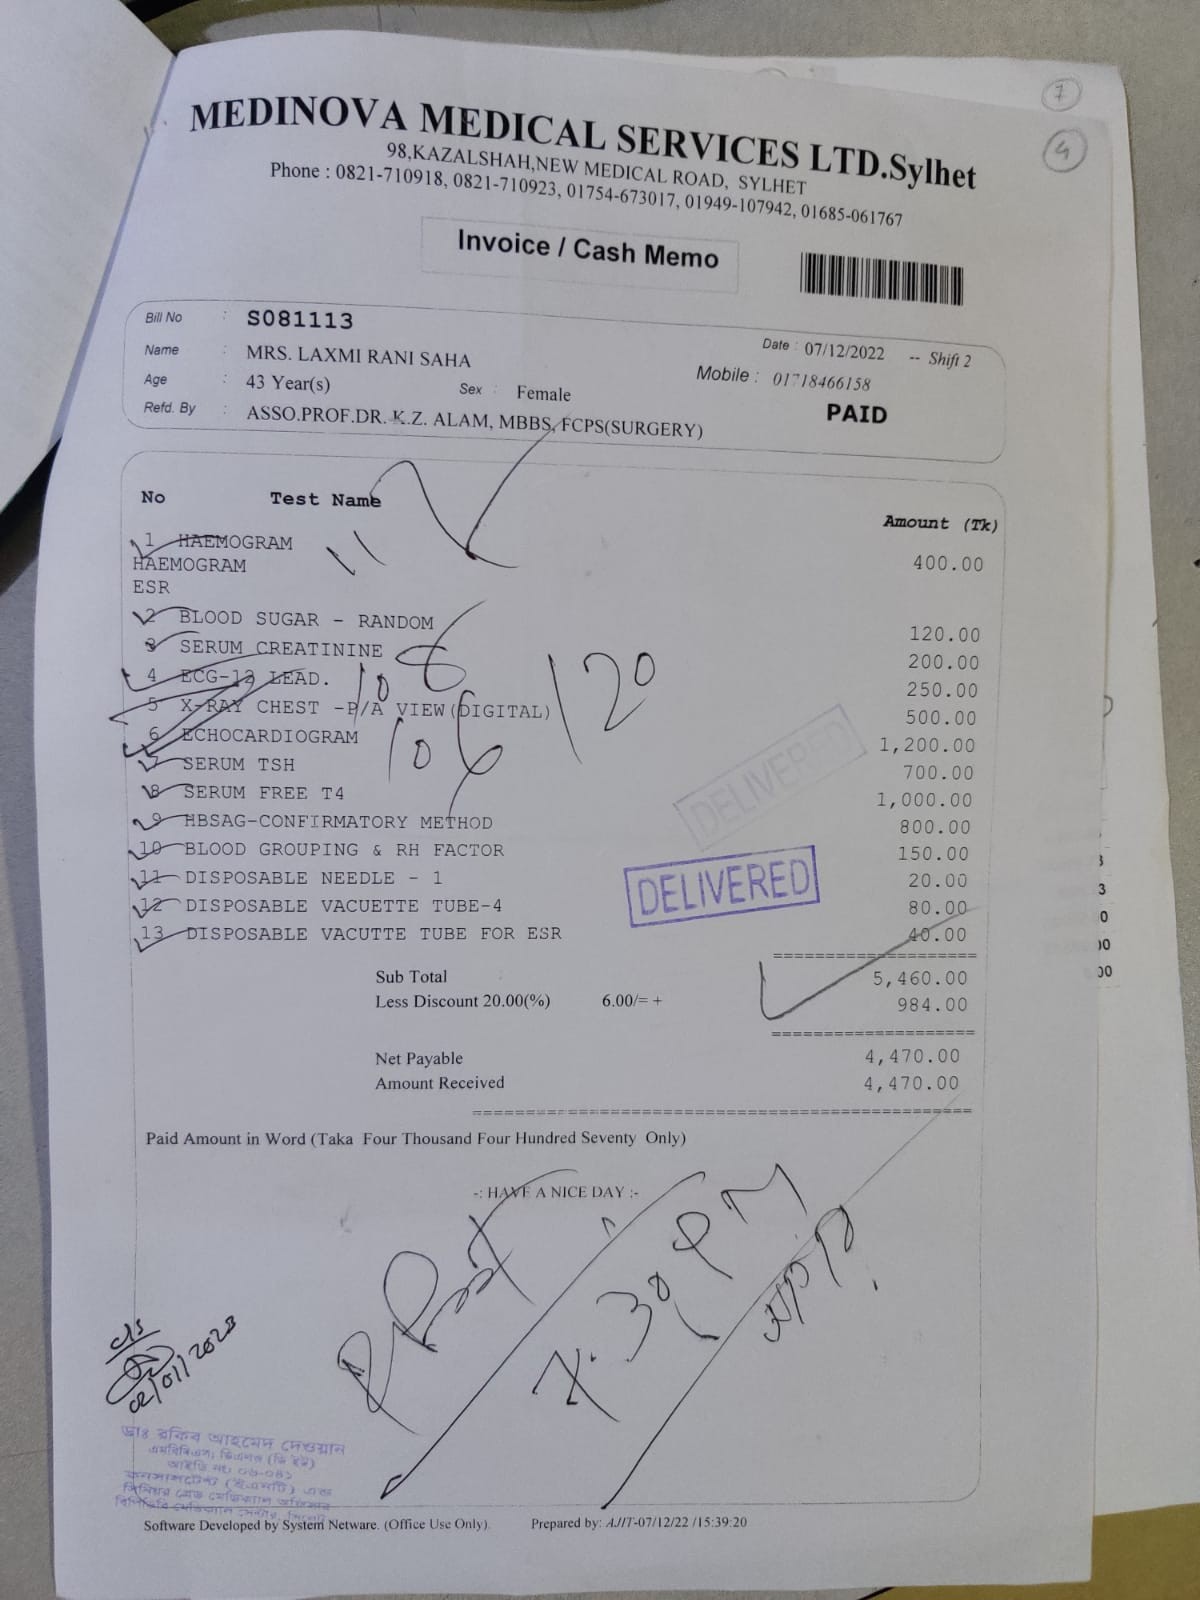 7
4
MEDINOVA MEDICAL SERVICES LTD.Sylhet
98,KAZALSHAH,NEW MEDICAL ROAD, SYLHET
Phone : 0821-710918, 0821-710923, 01754-673017, 01949-107942, 01685-061767
Invoice / Cash Memo
Bill No : S081113
Date : 07/12/2022 -- Shift 2
Name : MRS. LAXMI RANI SAHA
Mobile : 01718466158
Age : 43 Year(s) Sex : Female
PAID
Refd. By : ASSO.PROF.DR. K.Z. ALAM, MBBS, FCPS(SURGERY)
No Test Name Amount (Tk)
1 HAEMOGRAM 400.00
HAEMOGRAM
ESR
2 BLOOD SUGAR - RANDOM 120.00
3 SERUM CREATININE 200.00
4 ECG-12 LEAD. 250.00
5 X-RAY CHEST -P/A VIEW(DIGITAL) 500.00
6 ECHOCARDIOGRAM 1,200.00
7 SERUM TSH 700.00
8 SERUM FREE T4 1,000.00
9 HBSAG-CONFIRMATORY METHOD 800.00
10 BLOOD GROUPING & RH FACTOR 150.00
11 DISPOSABLE NEEDLE - 1 20.00
12 DISPOSABLE VACUETTE TUBE-4 80.00
13 DISPOSABLE VACUTTE TUBE FOR ESR 40.00
108
106
120
DELIVERED
DELIVERED
Sub Total 5,460.00
Less Discount 20.00(%) 6.00/= + 984.00
Net Payable 4,470.00
Amount Received 4,470.00
Paid Amount in Word (Taka Four Thousand Four Hundred Seventy Only)
-: HAVE A NICE DAY :-
7.30 PM
c/s
02/01/2023
ডাঃ রকিব আহমেদ দেওয়ান
Software Developed by System Netware. (Office Use Only).
Prepared by: AJIT-07/12/22 /15:39:20